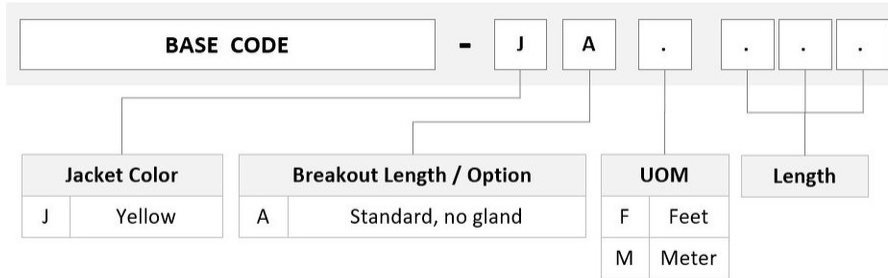 BASE CODE - J A . . . .
Jacket Color
J Yellow
Breakout Length / Option
A Standard, no gland
UOM
F Feet
M Meter
Length